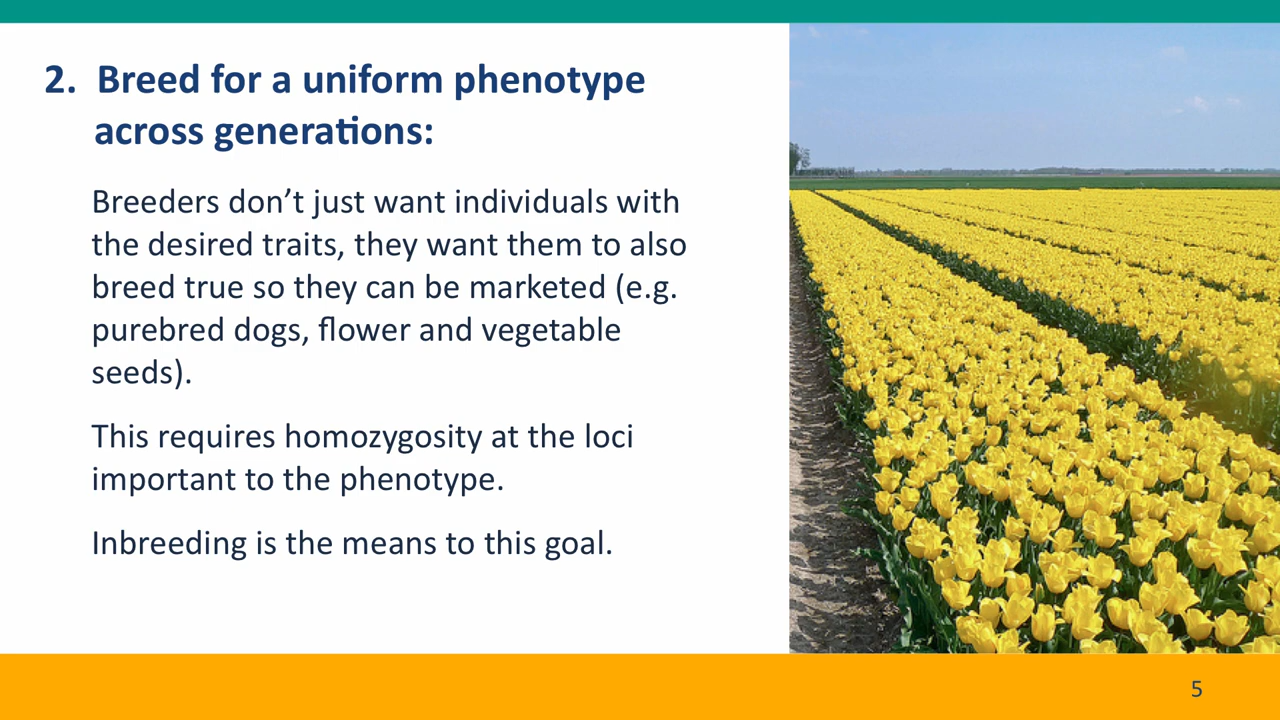 2. Breed for a uniform phenotype
across generations:
Breeders don’t just want individuals with
the desired traits, they want them to also
breed true so they can be marketed (e.g.
purebred dogs, flower and vegetable
seeds).
This requires homozygosity at the loci
important to the phenotype.
Inbreeding is the means to this goal.
5